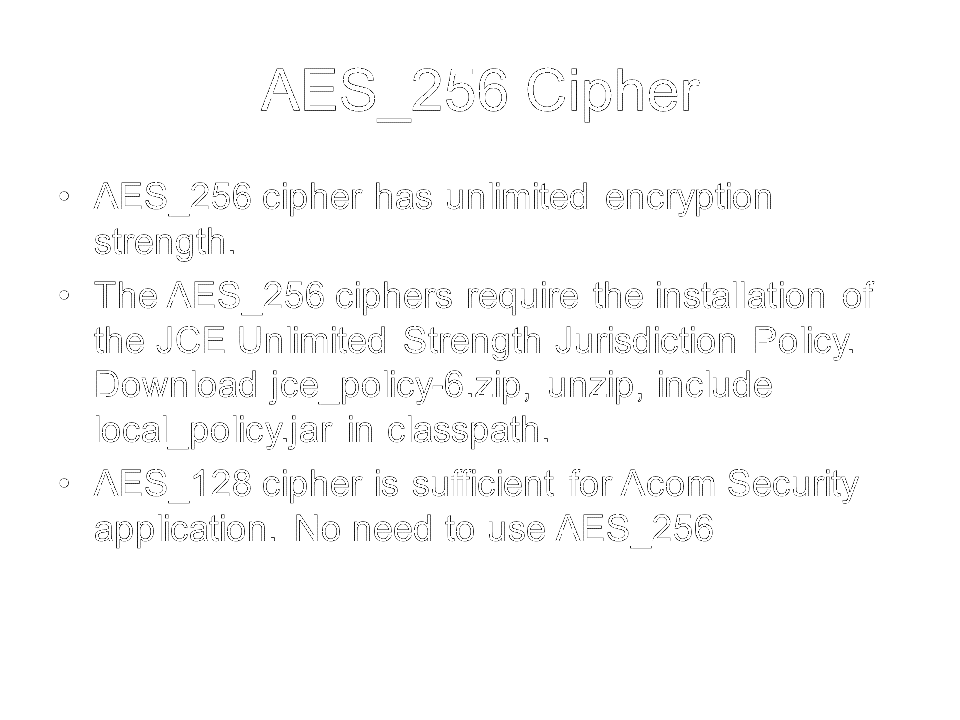 AES_256 Cipher
• AES_256 cipher has unlimited encryption
strength.
• The AES_256 ciphers require the installation of
the JCE Unlimited Strength Jurisdiction Policy.
Download jce_policy-6.zip, unzip, include
local_policy.jar in classpath.
• AES_128 cipher is sufficient for Acom Security
application. No need to use AES_256